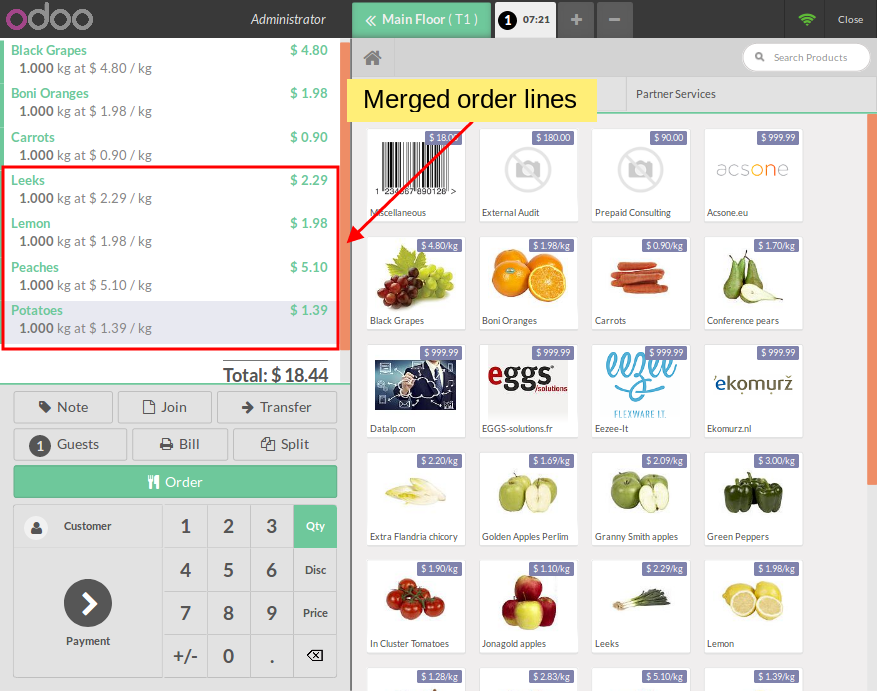 odoo
Administrator
« Main Floor ( T1 )
1 07:21
+
−
Close
Black Grapes $ 4.80
1.000 kg at $ 4.80 / kg
Boni Oranges $ 1.98
1.000 kg at $ 1.98 / kg
Carrots $ 0.90
1.000 kg at $ 0.90 / kg
Leeks $ 2.29
1.000 kg at $ 2.29 / kg
Lemon $ 1.98
1.000 kg at $ 1.98 / kg
Peaches $ 5.10
1.000 kg at $ 5.10 / kg
Potatoes $ 1.39
1.000 kg at $ 1.39 / kg
Total: $ 18.44
Note Join Transfer
1 Guests Bill Split
Order
Customer
Payment
1 2 3 Qty
4 5 6 Disc
7 8 9 Price
+/- 0 .
Search Products
Merged order lines
Partner Services
$ 18.00
1 234567 890128 >
Miscellaneous
$ 180.00
External Audit
$ 90.00
Prepaid Consulting
$ 999.99
acsone
Acsone.eu
$ 4.80/kg
Black Grapes
$ 1.98/kg
Boni Oranges
$ 0.90/kg
Carrots
$ 1.70/kg
Conference pears
$ 999.99
Datalp.com
$ 999.99
eggs
/solutions
EGGS-solutions.fr
$ 999.99
eezee
FLEXWARE I.T.
Eezee-It
$ 999.99
ekomurz
Ekomurz.nl
$ 2.20/kg
Extra Flandria chicory
$ 1.69/kg
Golden Apples Perlim
$ 2.09/kg
Granny Smith apples
$ 3.00/kg
Green Peppers
$ 1.90/kg
In Cluster Tomatoes
$ 1.10/kg
Jonagold apples
$ 2.29/kg
Leeks
$ 1.98/kg
Lemon
$ 1.28/kg
$ 2.83/kg
$ 5.10/kg
$ 1.39/kg